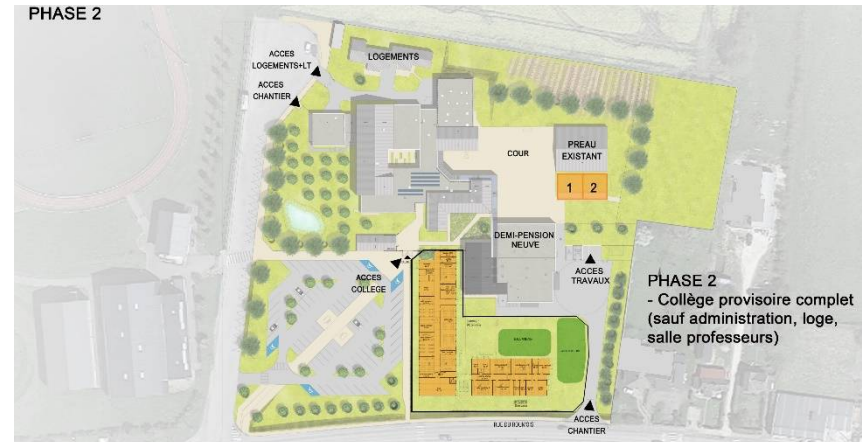 PHASE 2
ACCES
LOGEMENTS+LT
LOGEMENTS
ACCES
CHANTIER
COUR
PREAU
EXISTANT
1 2
DEMI-PENSION
NEUVE
ACCES
COLLEGE
ACCES
TRAVAUX
PHASE 2
- Collège provisoire complet
(sauf administration, loge,
salle professeurs)
ACCES
CHANTIER